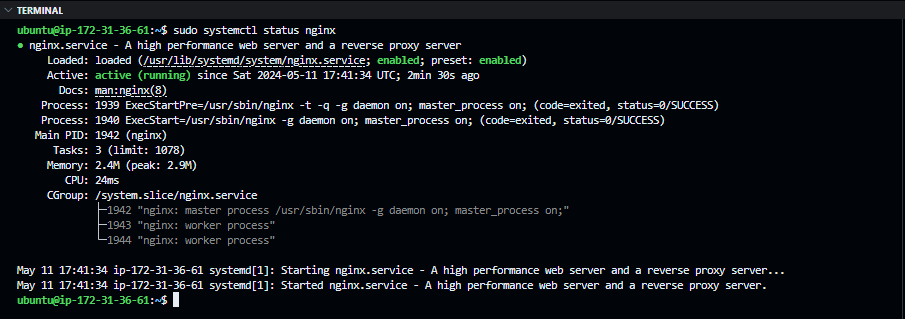 TERMINAL
ubuntu@ip-172-31-36-61:~$ sudo systemctl status nginx
● nginx.service - A high performance web server and a reverse proxy server
Loaded: loaded (/usr/lib/systemd/system/nginx.service; enabled; preset: enabled)
Active: active (running) since Sat 2024-05-11 17:41:34 UTC; 2min 30s ago
Docs: man:nginx(8)
Process: 1939 ExecStartPre=/usr/sbin/nginx -t -q -g daemon on; master_process on; (code=exited, status=0/SUCCESS)
Process: 1940 ExecStart=/usr/sbin/nginx -g daemon on; master_process on; (code=exited, status=0/SUCCESS)
Main PID: 1942 (nginx)
Tasks: 3 (limit: 1078)
Memory: 2.4M (peak: 2.9M)
CPU: 24ms
CGroup: /system.slice/nginx.service
├─1942 "nginx: master process /usr/sbin/nginx -g daemon on; master_process on;"
├─1943 "nginx: worker process"
└─1944 "nginx: worker process"
May 11 17:41:34 ip-172-31-36-61 systemd[1]: Starting nginx.service - A high performance web server and a reverse proxy server...
May 11 17:41:34 ip-172-31-36-61 systemd[1]: Started nginx.service - A high performance web server and a reverse proxy server.
ubuntu@ip-172-31-36-61:~$